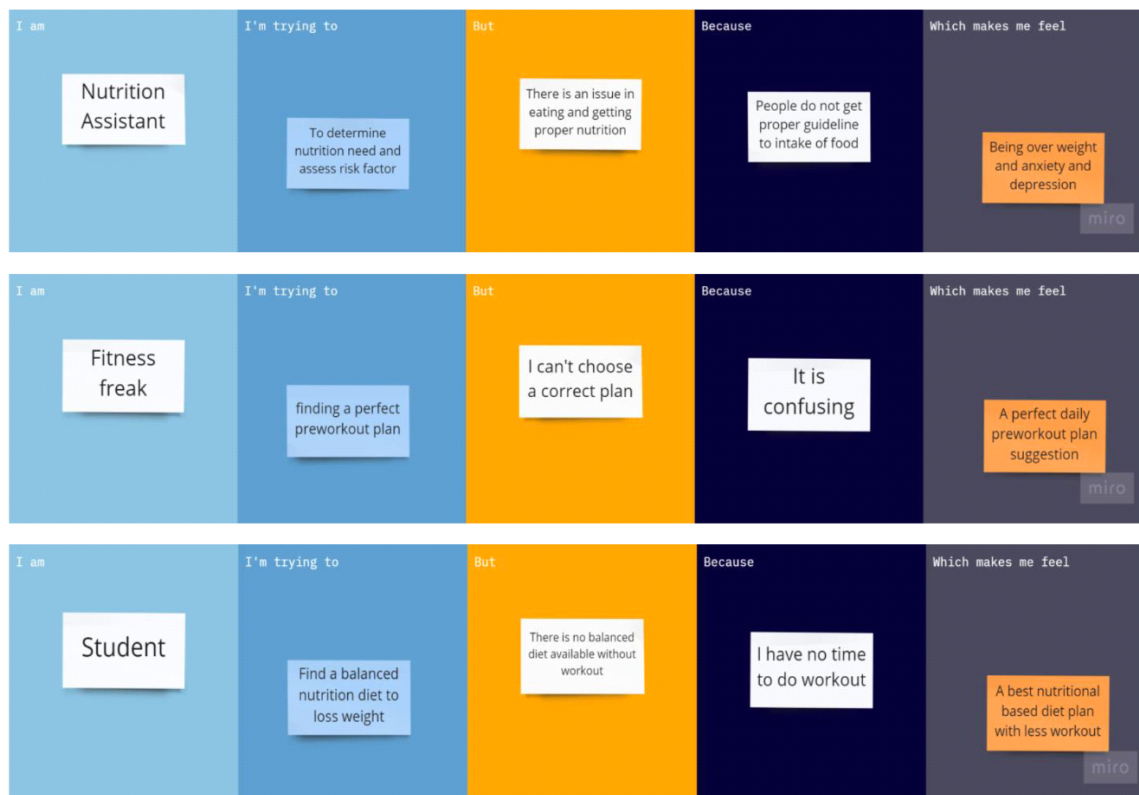 I am
I'm trying to
But
Because
Which makes me feel
Nutrition
Assistant
To determine
nutrition need and
assess risk factor
There is an issue in
eating and getting
proper nutrition
People do not get
proper guideline
to intake of food
Being over weight
and anxiety and
depression
miro
I am
I'm trying to
But
Because
Which makes me feel
Fitness
freak
finding a perfect
preworkout plan
I can't choose
a correct plan
It is
confusing
A perfect daily
preworkout plan
suggestion
miro
I am
I'm trying to
But
Because
Which makes me feel
Student
Find a balanced
nutrition diet to
loss weight
There is no balanced
diet available without
workout
I have no time
to do workout
A best nutritional
based diet plan
with less workout
miro